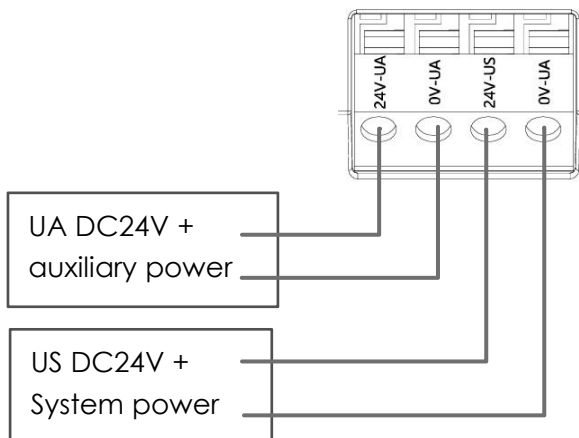 24V-UA
0V-UA
24V-US
0V-UA
UA DC24V +
auxiliary power
US DC24V +
System power